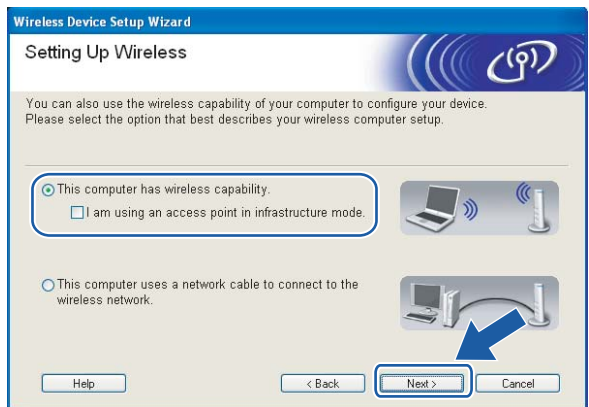 Wireless Device Setup Wizard
Setting Up Wireless
You can also use the wireless capability of your computer to configure your device.
Please select the option that best describes your wireless computer setup.
This computer has wireless capability.
I am using an access point in infrastructure mode.
This computer uses a network cable to connect to the
wireless network.
Help
< Back
Next >
Cancel